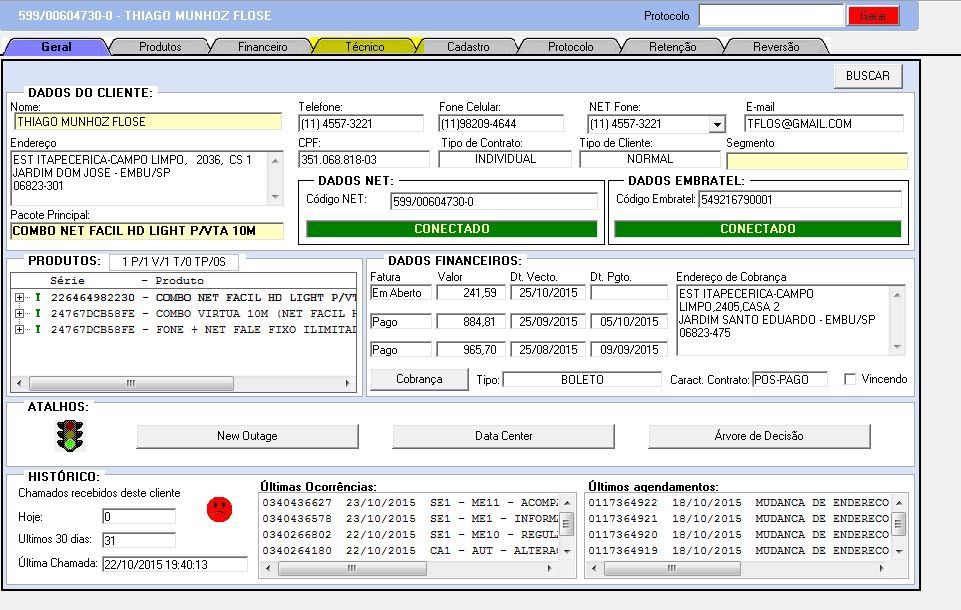 599/00604730-0 - THIAGO MUNHOZ FLOSE
Protocolo
Gerar
Geral
Produtos
Financeiro
Técnico
Cadastro
Protocolo
Retenção
Reversão
BUSCAR
DADOS DO CLIENTE:
Nome:
THIAGO MUNHOZ FLOSE
Telefone:
(11) 4557-3221
Fone Celular:
(11)98209-4644
NET Fone:
(11) 4557-3221
E-mail
TFLOS@GMAIL.COM
Endereço
EST ITAPECERICA-CAMPO LIMPO, 2036, CS 1
JARDIM DOM JOSE - EMBU/SP
06823-301
CPF:
351.068.818-03
Tipo de Contrato:
INDIVIDUAL
Tipo de Cliente:
NORMAL
Segmento
Pacote Principal:
COMBO NET FACIL HD LIGHT P/VTA 10M
DADOS NET:
Código NET:
599/00604730-0
CONECTADO
DADOS EMBRATEL:
Código Embratel:
549216790001
CONECTADO
PRODUTOS:
1 P/1 V/1 T/0 TP/0S
Série - Produto
I 226464982230 - COMBO NET FACIL HD LIGHT P/VT
I 24767DCB58FE - COMBO VIRTUA 10M (NET FACIL H
I 24767DCB58FE - FONE + NET FALE FIXO ILIMITAD
DADOS FINANCEIROS:
Fatura Valor Dt. Vecto. Dt. Pgto.
Em Aberto 241,59 25/10/2015
Pago 884,81 25/09/2015 05/10/2015
Pago 965,70 25/08/2015 09/09/2015
Endereço de Cobrança
EST ITAPECERICA-CAMPO
LIMPO,2405,CASA 2
JARDIM SANTO EDUARDO - EMBU/SP
06823-475
Cobrança
Tipo:
BOLETO
Caract. Contrato:
POS-PAGO
Vincendo
ATALHOS:
New Outage
Data Center
Árvore de Decisão
HISTÓRICO:
Chamados recebidos deste cliente
Hoje:
0
Ultimos 30 dias:
31
Última Chamada:
22/10/2015 19:40:13
Últimas Ocorrências:
0340436627 23/10/2015 SE1 - ME11 - ACOMP
0340436578 23/10/2015 SE1 - ME1 - INFORM
0340266802 22/10/2015 SE1 - ME10 - REGUL
0340264180 22/10/2015 CA1 - AUT - ALTERA
Últimos agendamentos:
0117364922 18/10/2015 MUDANCA DE ENDERECO
0117364921 18/10/2015 MUDANCA DE ENDERECO
0117364920 18/10/2015 MUDANCA DE ENDERECO
0117364919 18/10/2015 MUDANCA DE ENDERECO